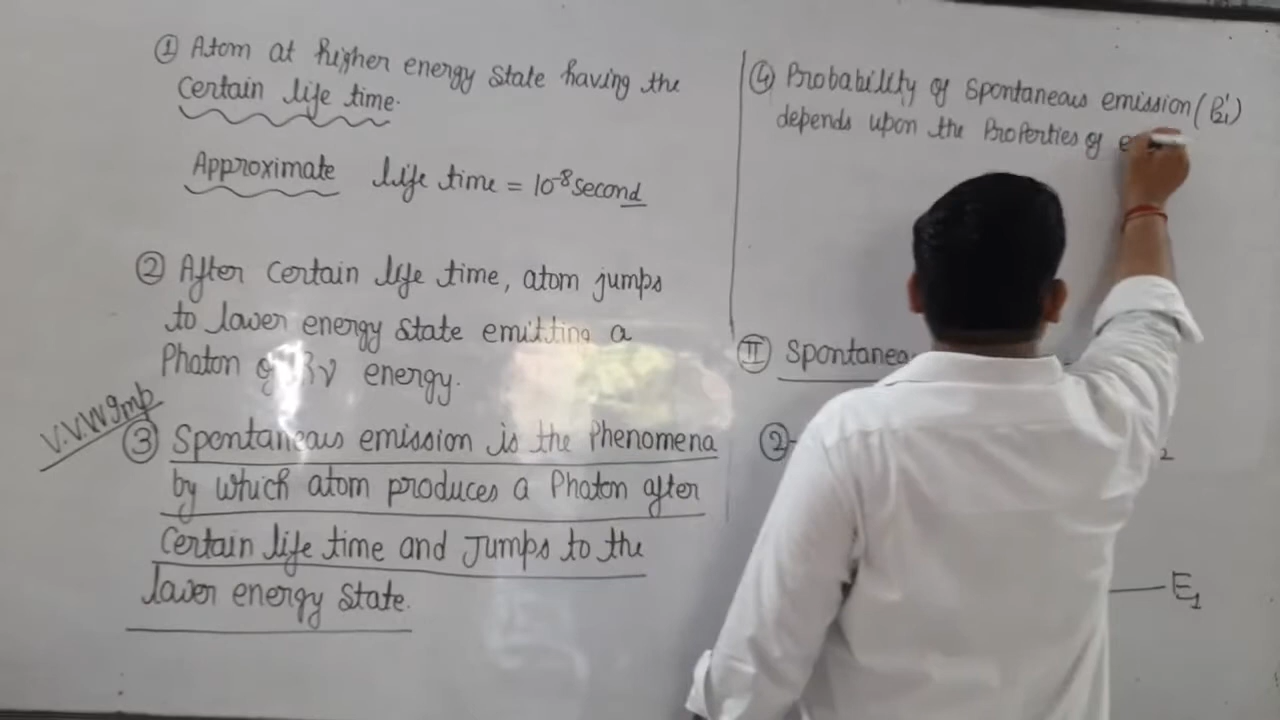 ① Atom at higher energy state having the
certain life time.
Approximate life time = 10⁻⁸ second
② After certain life time, atom jumps
to lower energy state emitting a
Photon of hν energy.
V.V.V Imp
③ Spontaneous emission is the Phenomena
by which atom produces a Photon after
certain life time and Jumps to the
lower energy state.
④ Probability of spontaneous emission (P₂₁')
depends upon the Properties of
Ⅱ Spontaneo
②
2
E₁